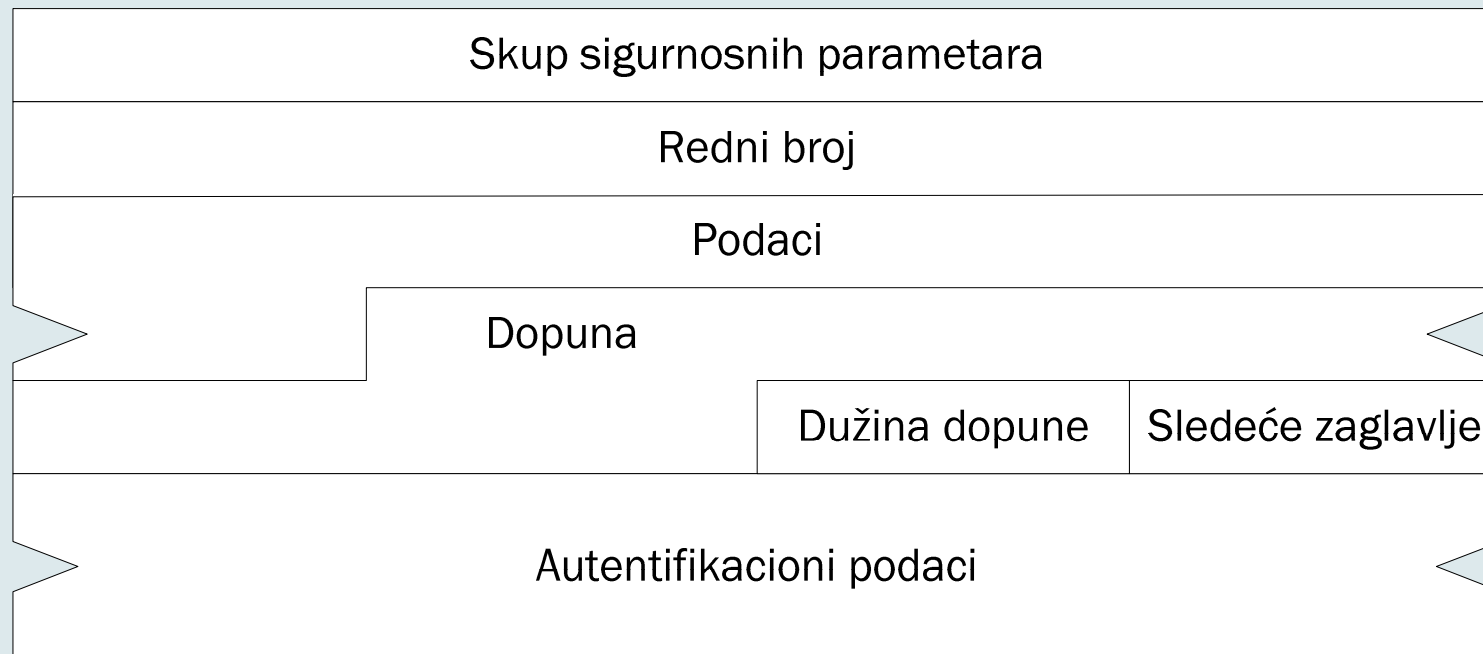 Skup sigurnosnih parametara
Redni broj
Podaci
Dopuna
Dužina dopune
Sledeće zaglavlje
Autentifikacioni podaci